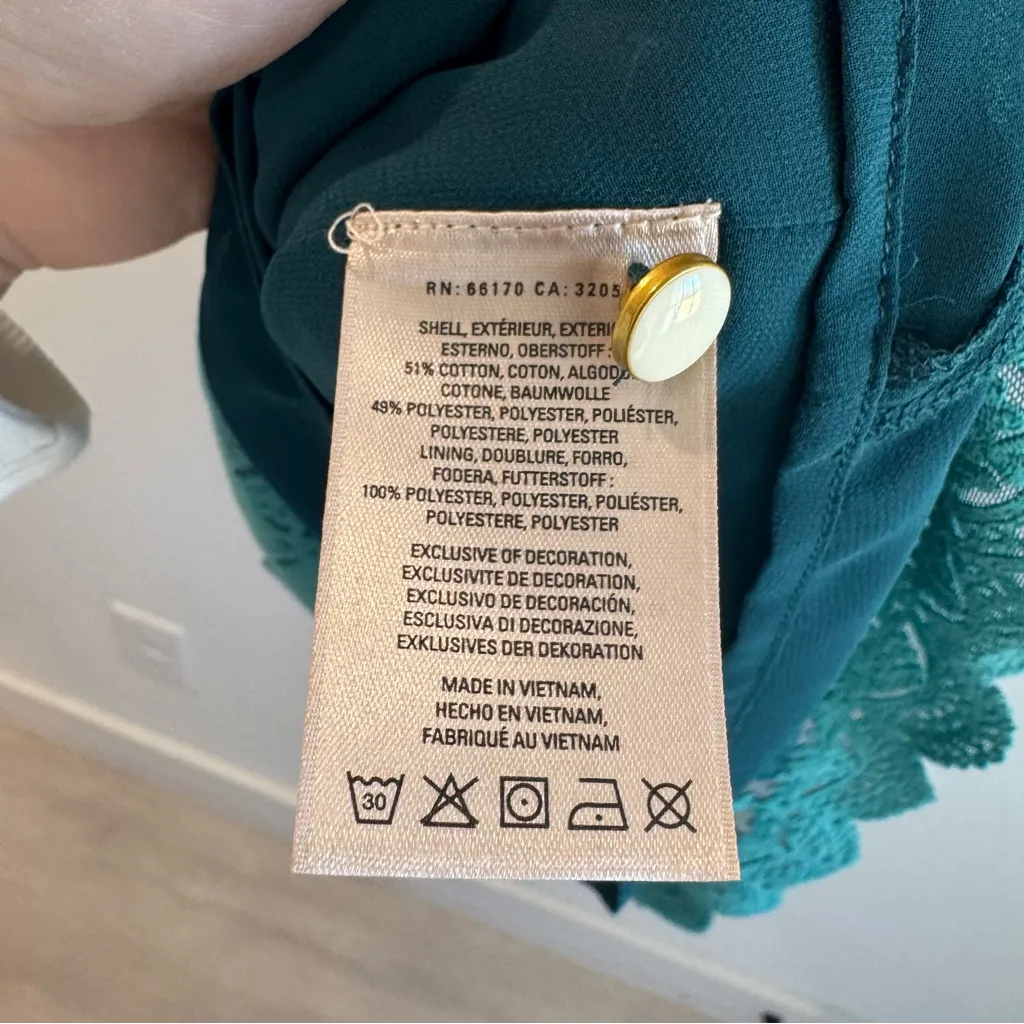 RN: 66170 CA: 3205
SHELL, EXTÉRIEUR,
ESTERNO, OBERSTOFF :
51% COTTON, COTON,
COTONE, BAUMWOLLE
49% POLYESTER, POLYESTER, POLIÉSTER,
POLYESTERE, POLYESTER
LINING, DOUBLURE, FORRO,
FODERA, FUTTERSTOFF :
100% POLYESTER, POLYESTER, POLIÉSTER,
POLYESTERE, POLYESTER
EXCLUSIVE OF DECORATION,
EXCLUSIVITE DE DECORATION,
EXCLUSIVO DE DECORACIÓN,
ESCLUSIVA DI DECORAZIONE,
EXKLUSIVES DER DEKORATION
MADE IN VIETNAM,
HECHO EN VIETNAM,
FABRIQUÉ AU VIETNAM
30